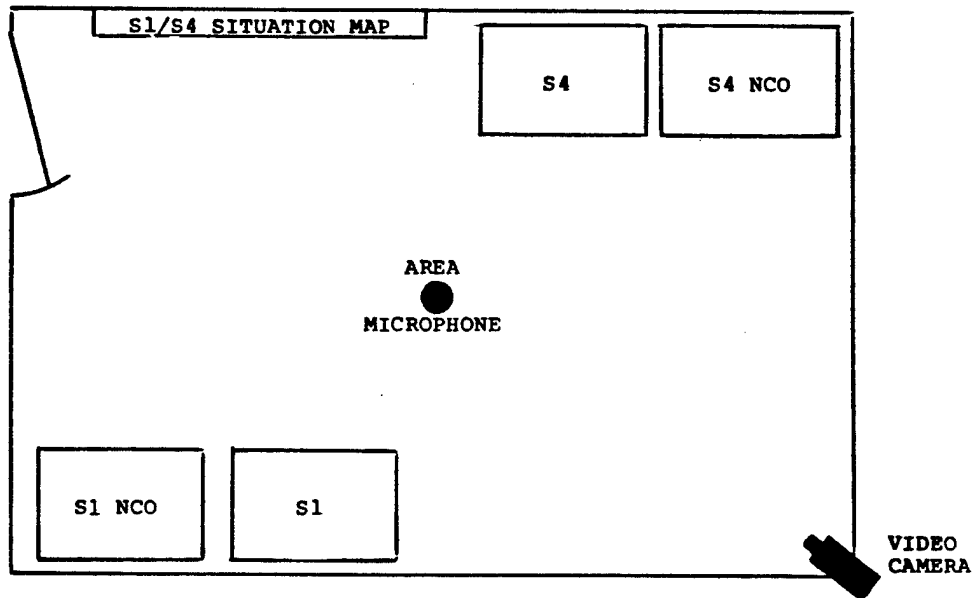 S1/S4 SITUATION MAP
S4
S4 NCO
AREA
MICROPHONE
S1 NCO
S1
VIDEO
CAMERA